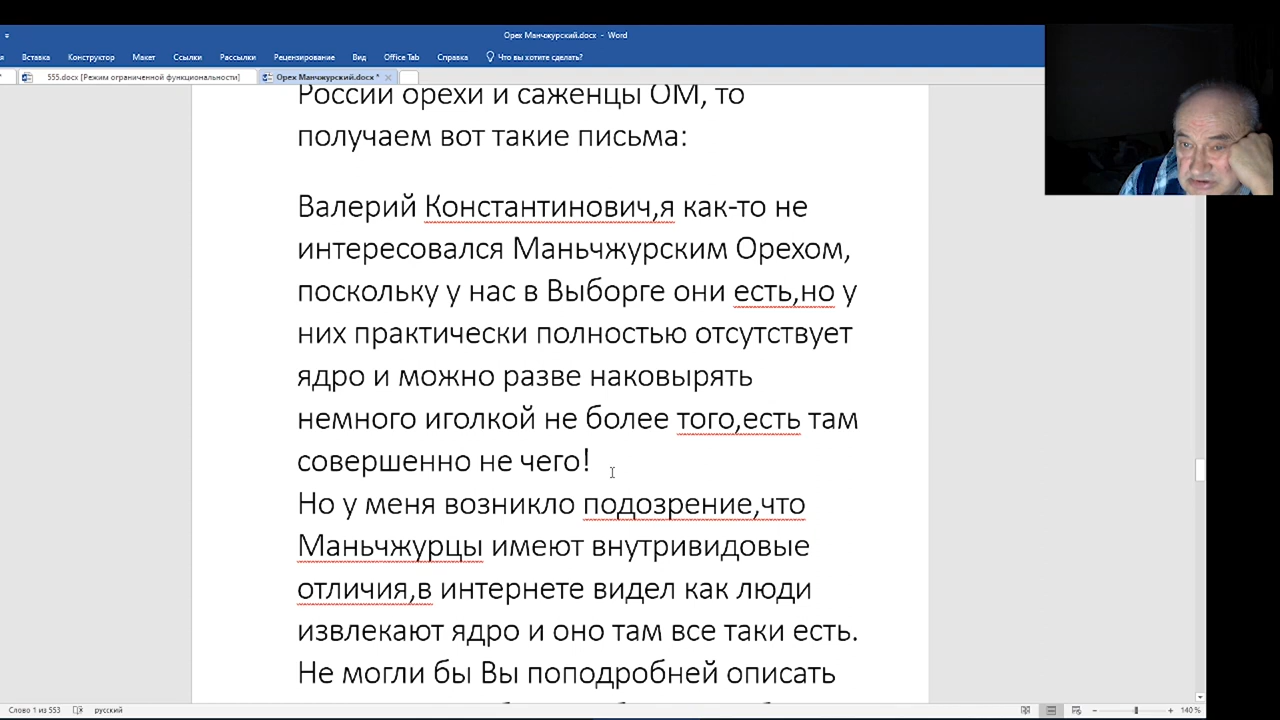 Орех Манчжурский.docx - Word
Вставка Конструктор Макет Ссылки Рассылки Рецензирование Вид Office Tab Справка Что вы хотите сделать?
555.docx [Режим ограниченной функциональности] Орех Манчжурский.docx *
России орехи и саженцы ОМ, то
получаем вот такие письма:
Валерий Константинович,я как-то не
интересовался Маньчжурским Орехом,
поскольку у нас в Выборге они есть,но у
них практически полностью отсутствует
ядро и можно разве наковырять
немного иголкой не более того,есть там
совершенно не чего!
Но у меня возникло подозрение,что
Маньчжурцы имеют внутривидовые
отличия,в интернете видел как люди
извлекают ядро и оно там все таки есть.
Не могли бы Вы поподробней описать
Слово 1 из 553 русский 140 %